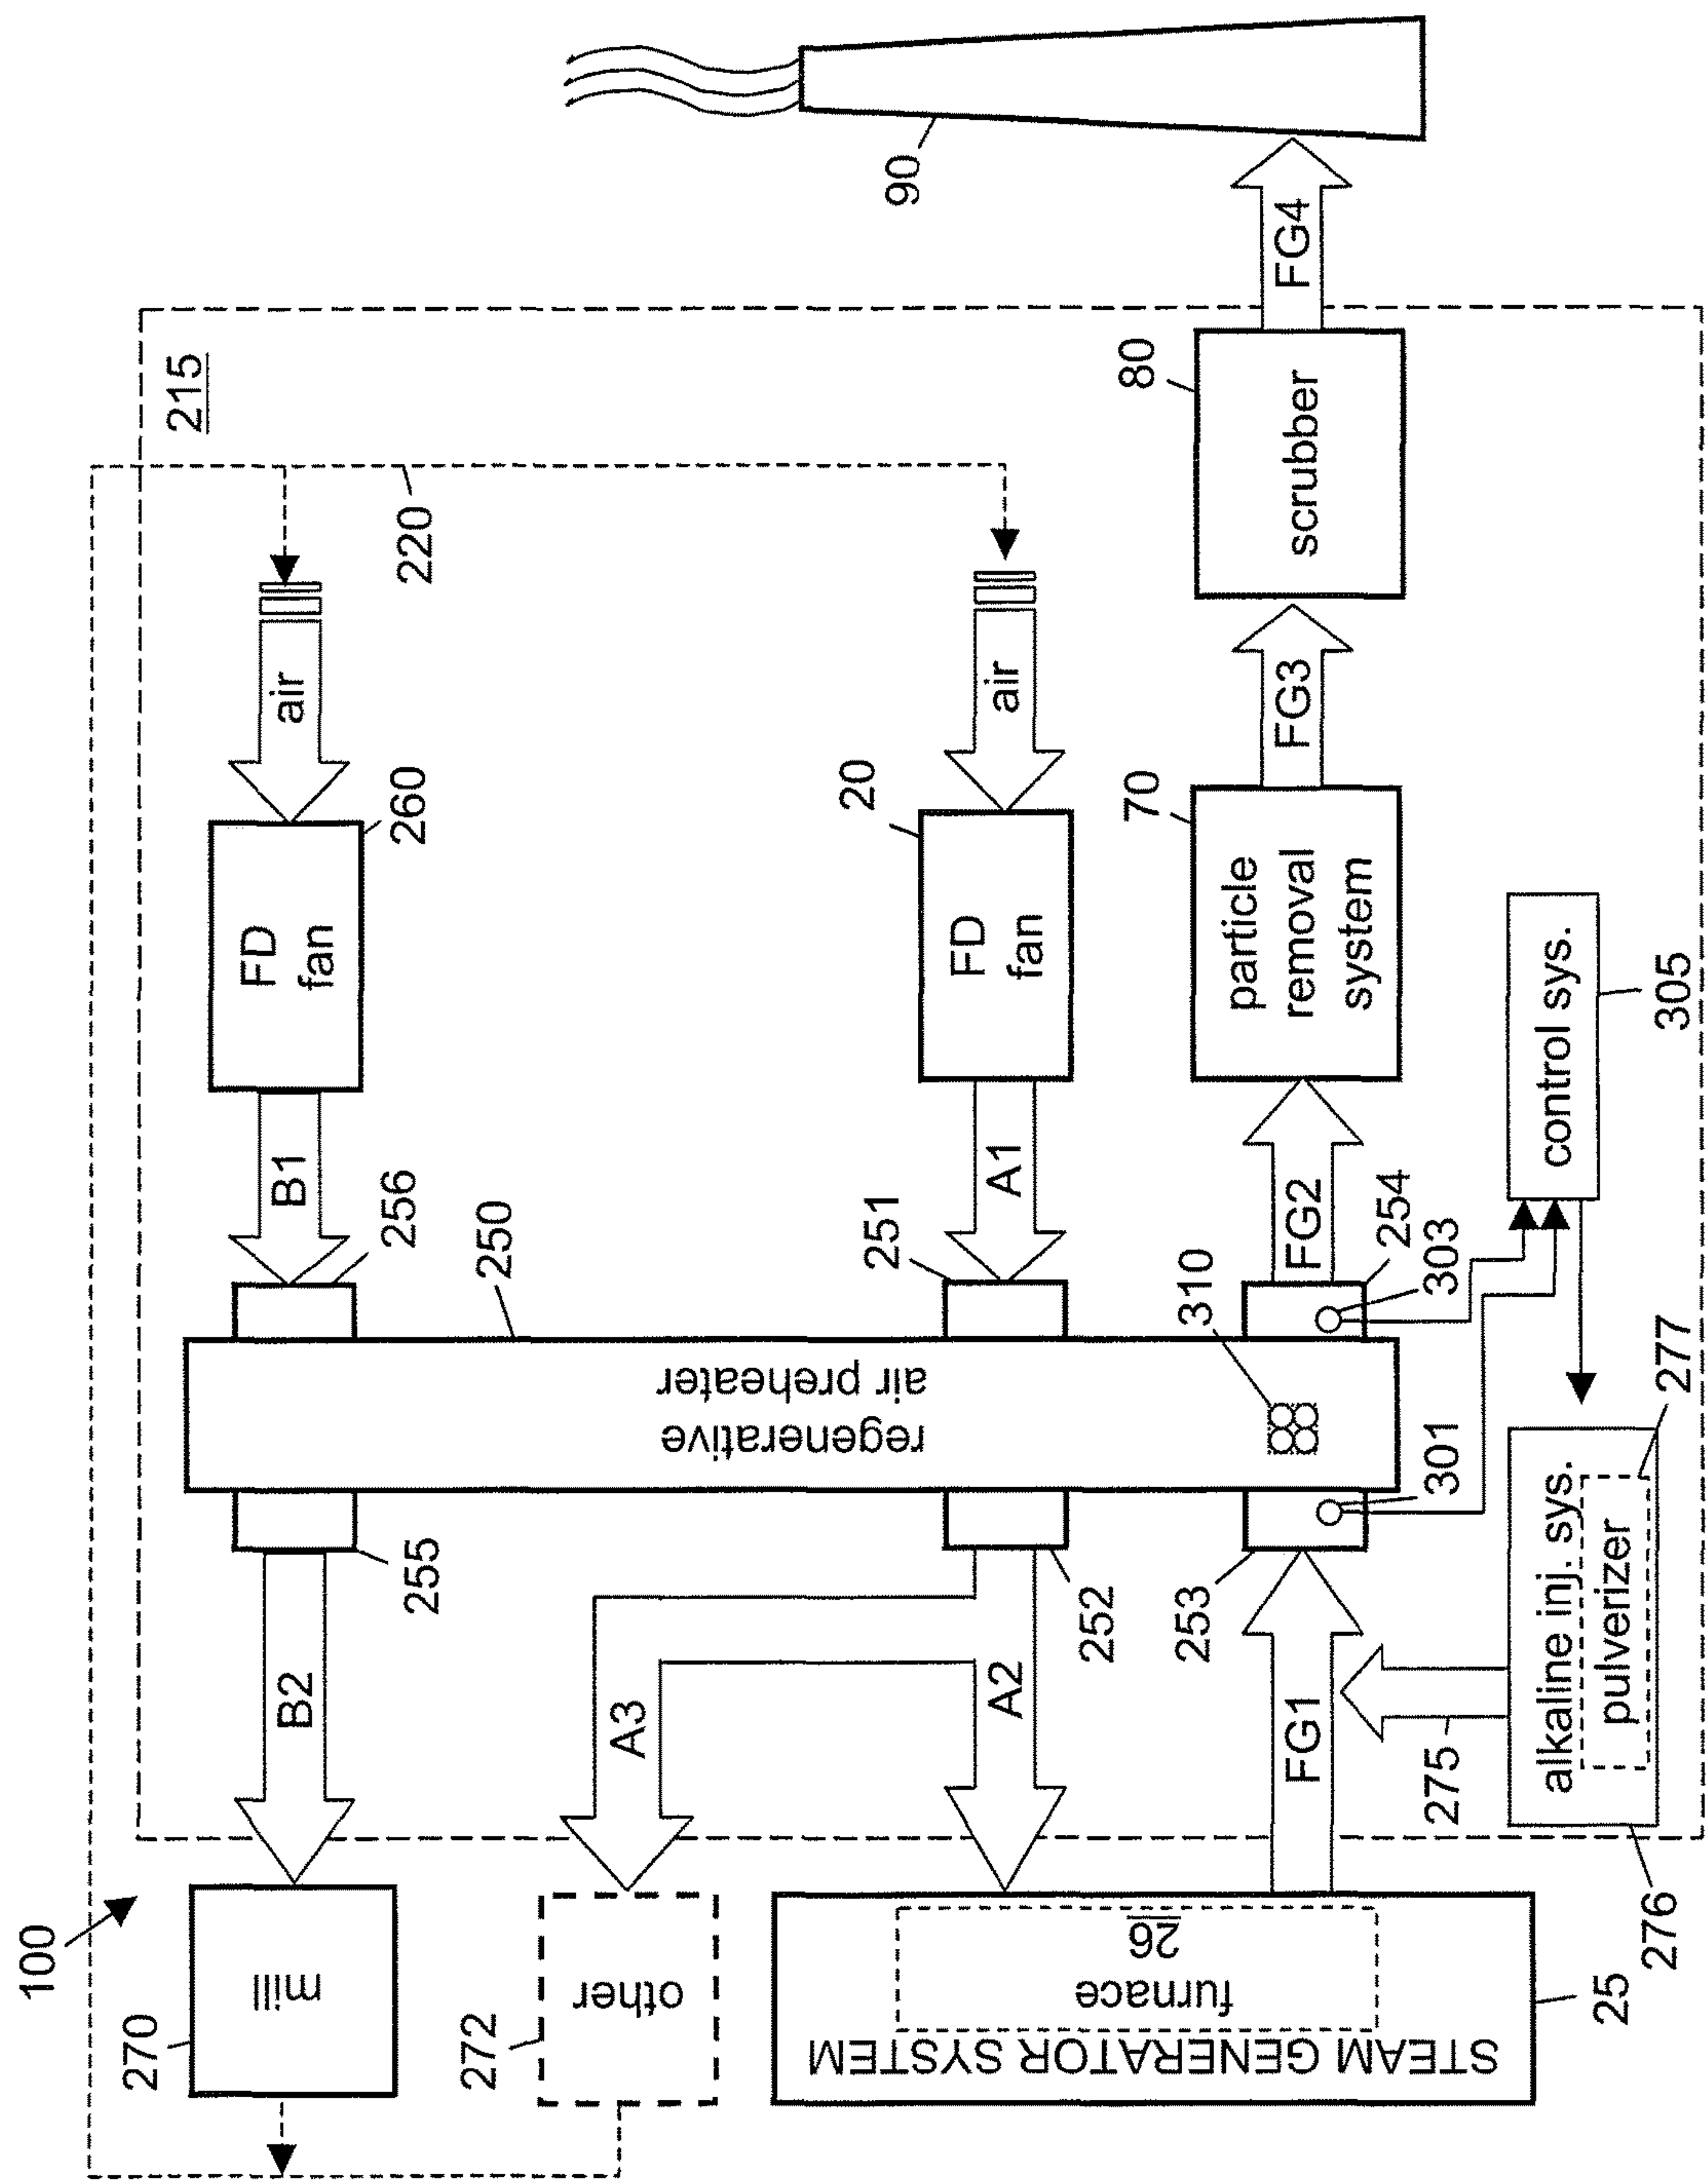 100
215
270
mill
B2
255
256
B1
FD
fan
260
air
220
272
other
A3
250
regenerative
air preheater
252
A2
251
A1
FD
fan
20
air
STEAM GENERATOR SYSTEM
furnace
26
25
FG1
253
301
310
303
254
FG2
particle
removal
system
70
FG3
scrubber
80
FG4
90
275
276
alkaline inj. sys.
pulverizer
277
control sys.
305